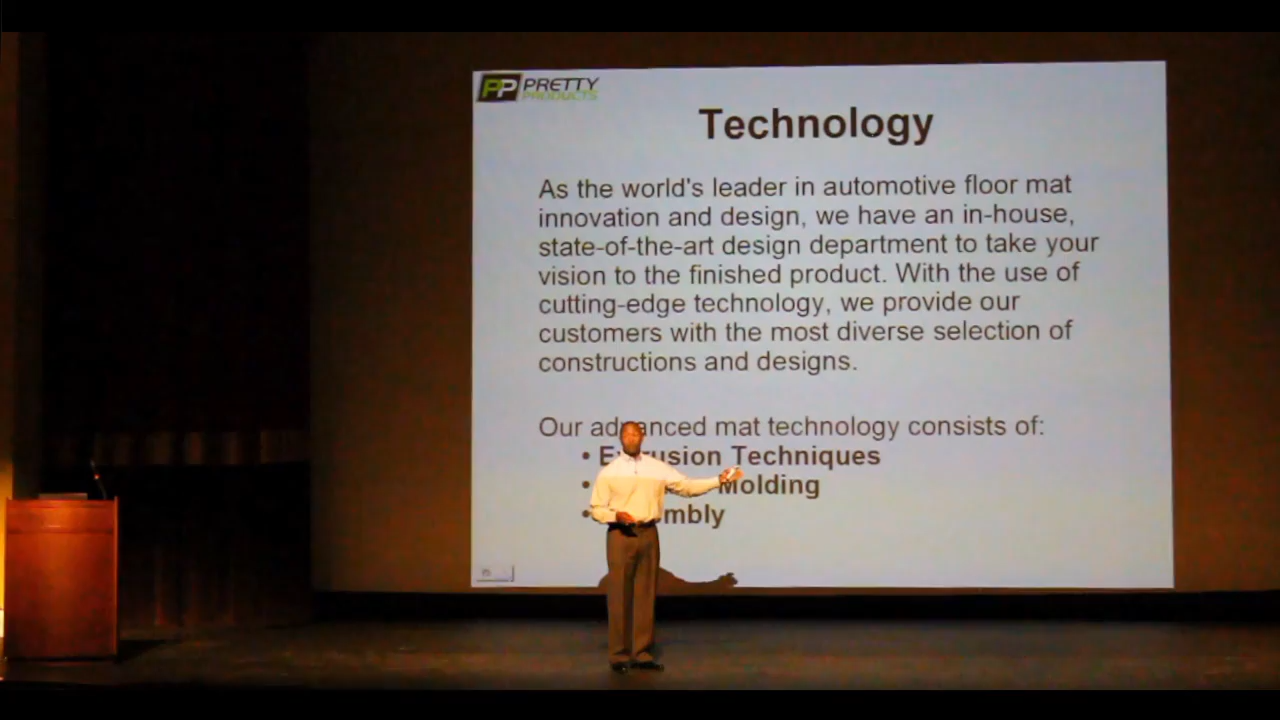 PP PRETTY
PRODUCTS
Technology
As the world's leader in automotive floor mat
innovation and design, we have an in-house,
state-of-the-art design department to take your
vision to the finished product. With the use of
cutting-edge technology, we provide our
customers with the most diverse selection of
constructions and designs.
Our advanced mat technology consists of:
• Extrusion Techniques
• Molding
•